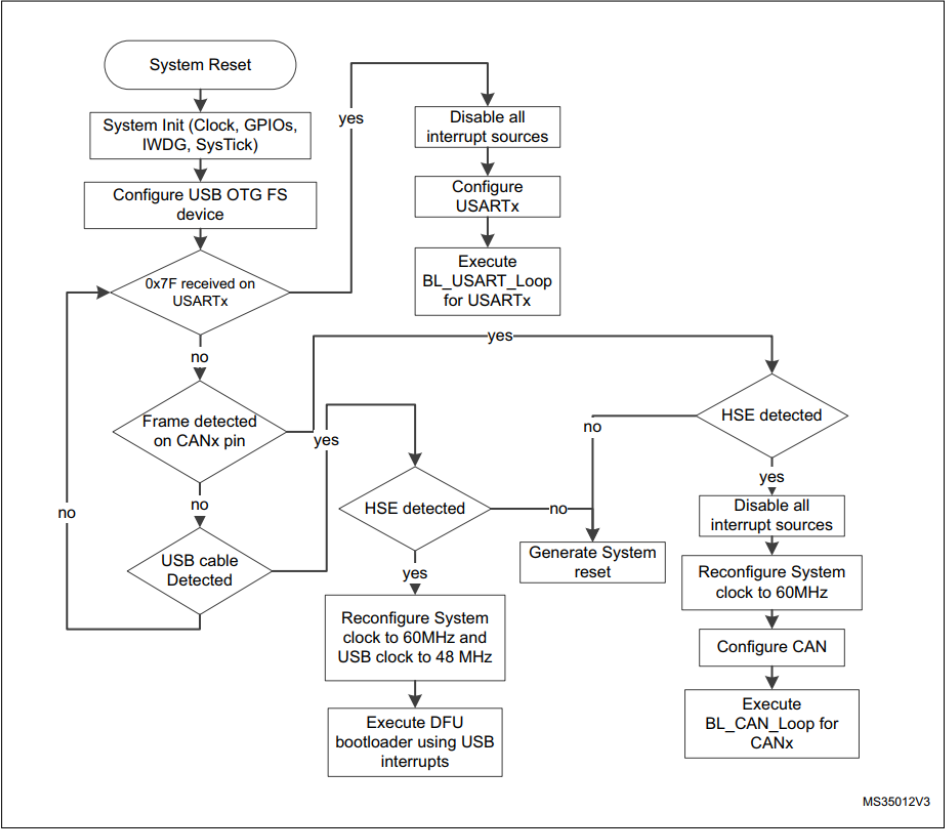 System Reset
System Init (Clock, GPIOs,
IWDG, SysTick)
Configure USB OTG FS
device
0x7F received on
USARTx
yes
Disable all
interrupt sources
Configure
USARTx
Execute
BL_USART_Loop
for USARTx
no
Frame detected
on CANx pin
yes
HSE detected
no
yes
Disable all
interrupt sources
Reconfigure System
clock to 60MHz
Configure CAN
Execute
BL_CAN_Loop for
CANx
no
USB cable
Detected
no
yes
HSE detected
no
Generate System
reset
yes
Reconfigure System
clock to 60MHz and
USB clock to 48 MHz
Execute DFU
bootloader using USB
interrupts
MS35012V3